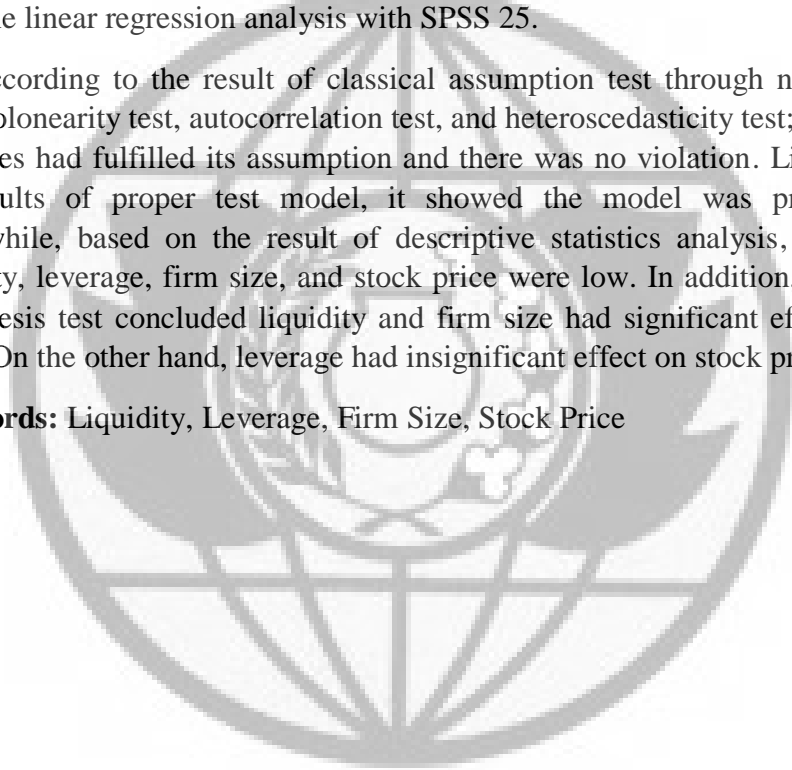 e linear regression analysis with SPSS 25.
cording to the result of classical assumption test through n
plonearity test, autocorrelation test, and heteroscedasticity test;
es had fulfilled its assumption and there was no violation. Li
ults of proper test model, it showed the model was pr
while, based on the result of descriptive statistics analysis,
ty, leverage, firm size, and stock price were low. In addition,
esis test concluded liquidity and firm size had significant ef
On the other hand, leverage had insignificant effect on stock pr
ords: Liquidity, Leverage, Firm Size, Stock Price